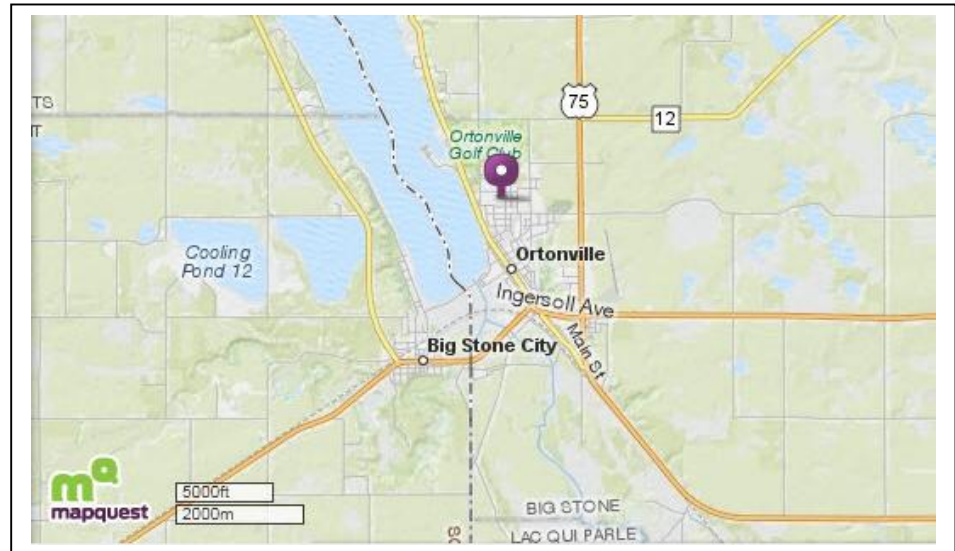 TS
T
75
12
Ortonville
Golf Club
Cooling
Pond 12
Ortonville
Ingersoll Ave
Main St
Big Stone City
mapquest
5000ft
2000m
BIG STONE
LAC QUI PARLE